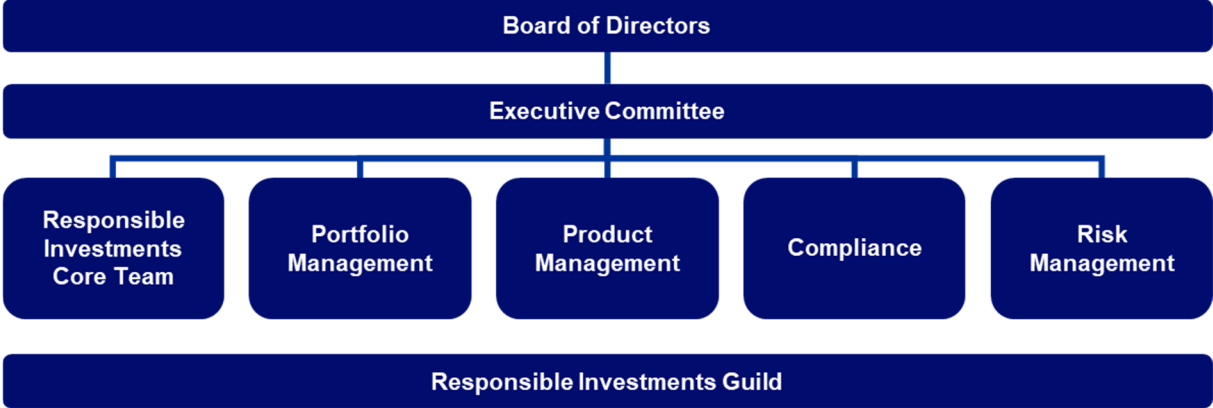 Board of Directors
Executive Committee
Responsible
Investments
Core Team
Portfolio
Management
Product
Management
Compliance
Risk
Management
Responsible Investments Guild